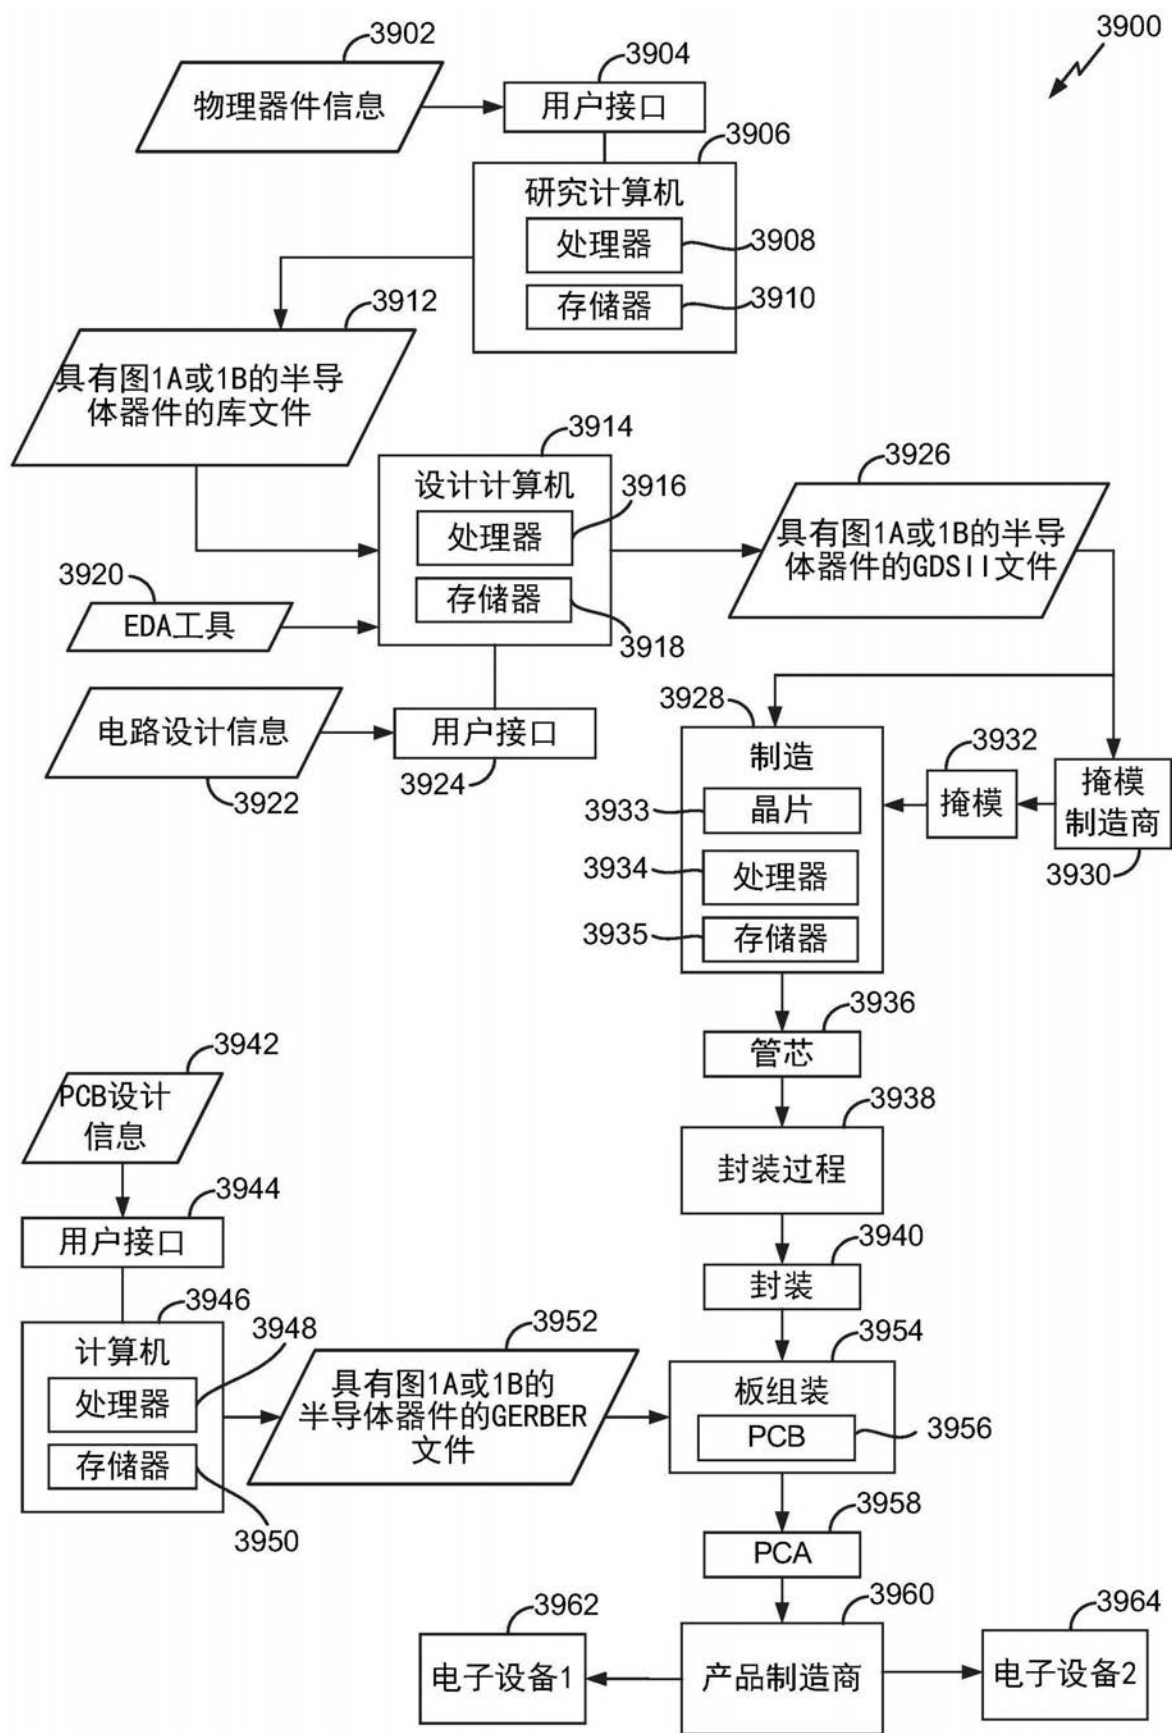 3902
3900
3904
物理器件信息
用户接口
3906
研究计算机
处理器
3908
3912
存储器
3910
具有图1A或1B的半导
体器件的库文件
3914
3926
设计计算机
3916
处理器
具有图1A或1B的半导
体器件的GDSII文件
3920
存储器
EDA工具
3918
3928
电路设计信息
用户接口
3932
制造
掩模
制造商
3922
3924
3933
晶片
掩模
3930
3934
处理器
3935
存储器
3936
3942
管芯
PCB设计
信息
3938
封装过程
3944
用户接口
3940
封装
3946
3948
3952
3954
计算机
处理器
具有图1A或1B的
半导体器件的GERBER
文件
板组装
PCB
3956
存储器
3950
3958
PCA
3962
3960
3964
电子设备1
产品制造商
电子设备2